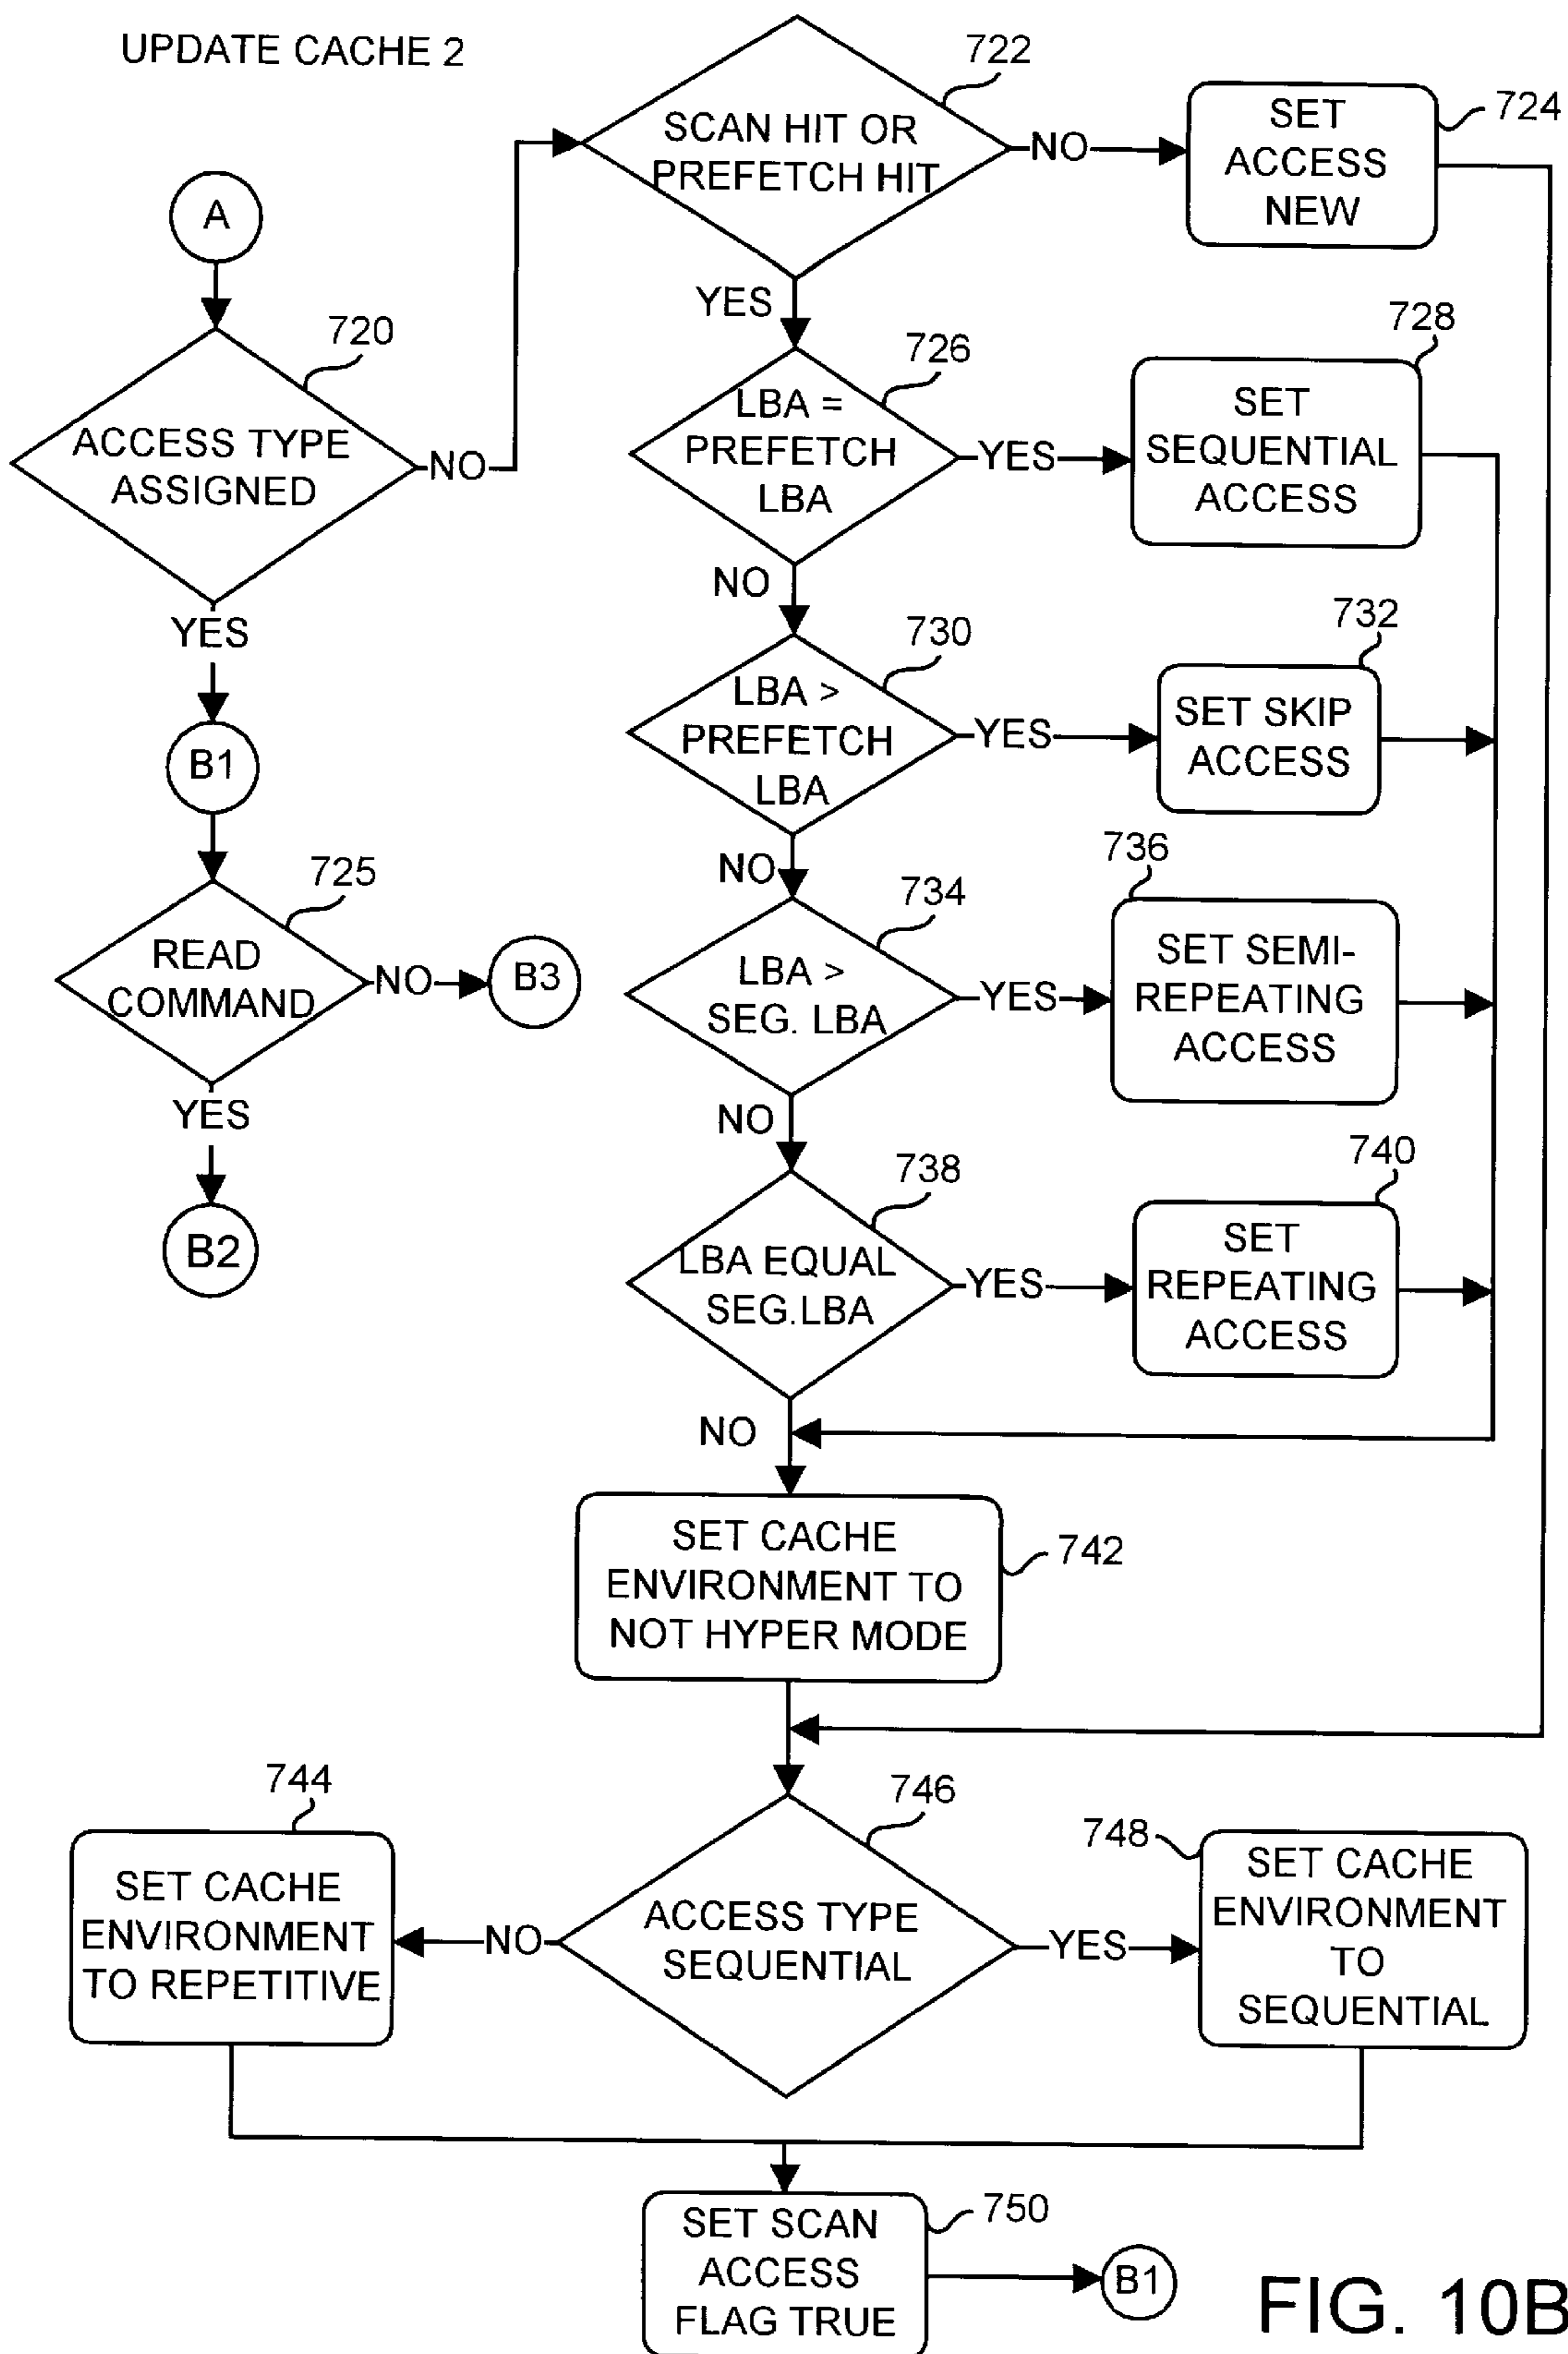 UPDATE CACHE 2
A
720
ACCESS TYPE
ASSIGNED
NO
YES
B1
725
READ
COMMAND
NO
B3
YES
B2
722
SCAN HIT OR
PREFETCH HIT
NO
724
SET
ACCESS
NEW
YES
726
LBA =
PREFETCH
LBA
YES
728
SET
SEQUENTIAL
ACCESS
NO
730
LBA >
PREFETCH
LBA
YES
732
SET SKIP
ACCESS
NO
734
LBA >
SEG. LBA
YES
736
SET SEMI-
REPEATING
ACCESS
NO
738
LBA EQUAL
SEG.LBA
YES
740
SET
REPEATING
ACCESS
NO
742
SET CACHE
ENVIRONMENT TO
NOT HYPER MODE
746
ACCESS TYPE
SEQUENTIAL
NO
744
SET CACHE
ENVIRONMENT
TO REPETITIVE
YES
748
SET CACHE
ENVIRONMENT
TO
SEQUENTIAL
750
SET SCAN
ACCESS
FLAG TRUE
B1
FIG. 10B